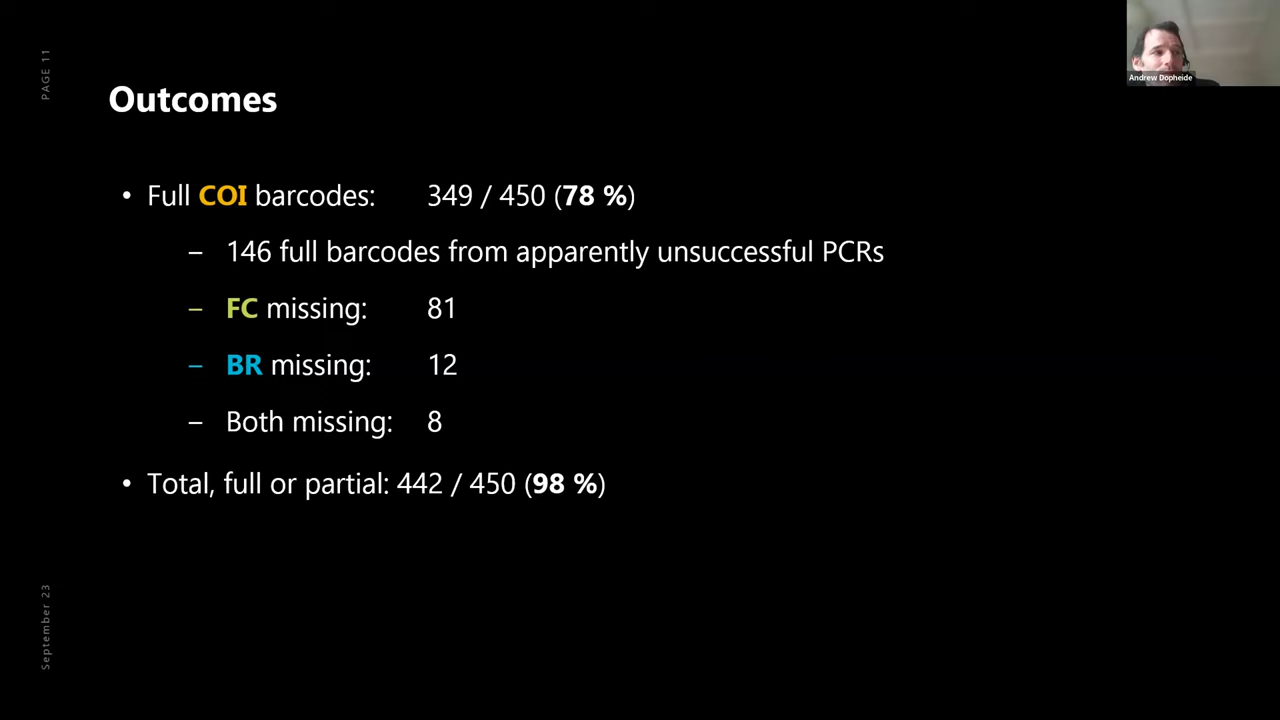 PAGE 11
Andrew Dopheide
Outcomes
• Full COI barcodes: 349 / 450 (78 %)
– 146 full barcodes from apparently unsuccessful PCRs
– FC missing: 81
– BR missing: 12
– Both missing: 8
• Total, full or partial: 442 / 450 (98 %)
September 23